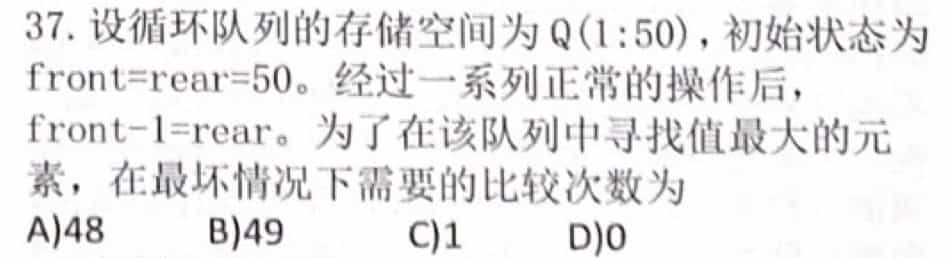 37. 设循环队列的存储空间为 Q(1:50)，初始状态为
front=rear=50。经过一系列正常的操作后，
front-1=rear。为了在该队列中寻找值最大的元
素，在最坏情况下需要的比较次数为
A)48 B)49 C)1 D)0